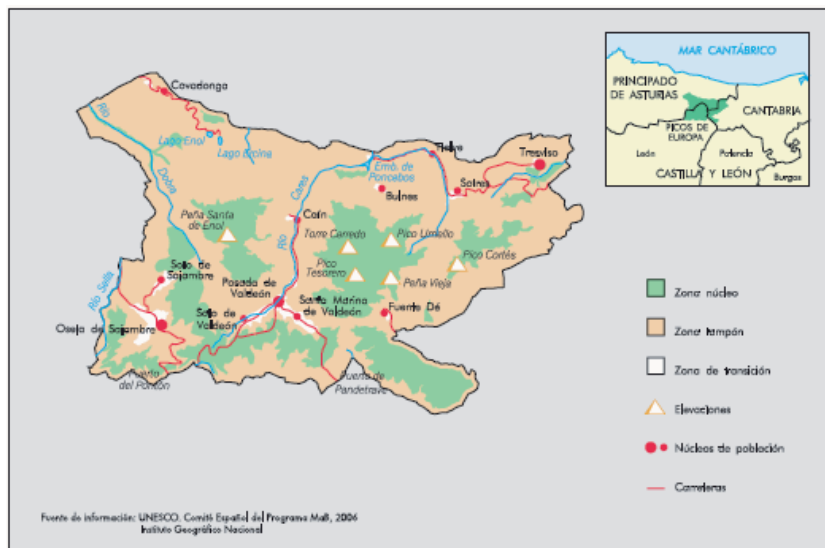 MAR CANTÁBRICO
PRINCIPADO
DE ASTURIAS
CANTABRIA
PICOS DE
EUROPA
León
Palencia
CASTILLA Y LEÓN
Burgos
Covadonga
Río
Dobra
Lago Enol
Lago Ercina
Río
Cares
Emb. de
Poncebos
Tresviso
Sotres
Bulnes
Caín
Peña Santa
de Enol
Torre Cerredo
Pico Urriello
Pico
Tesorero
Peña Vieja
Pico Cortés
Río Sella
Soto de
Sajambre
Posada de
Valdeón
Soto de
Valdeón
Santa Marina
de Valdeón
Fuente Dé
Oseja de Sajambre
Puerto
del Pontón
Puerto de
Pandetrave
Zona núcleo
Zona tampón
Zona de transición
Elevaciones
Núcleos de población
Carreteras
Fuente de información: UNESCO. Comité Español del Programa MaB, 2006
Instituto Geográfico Nacional